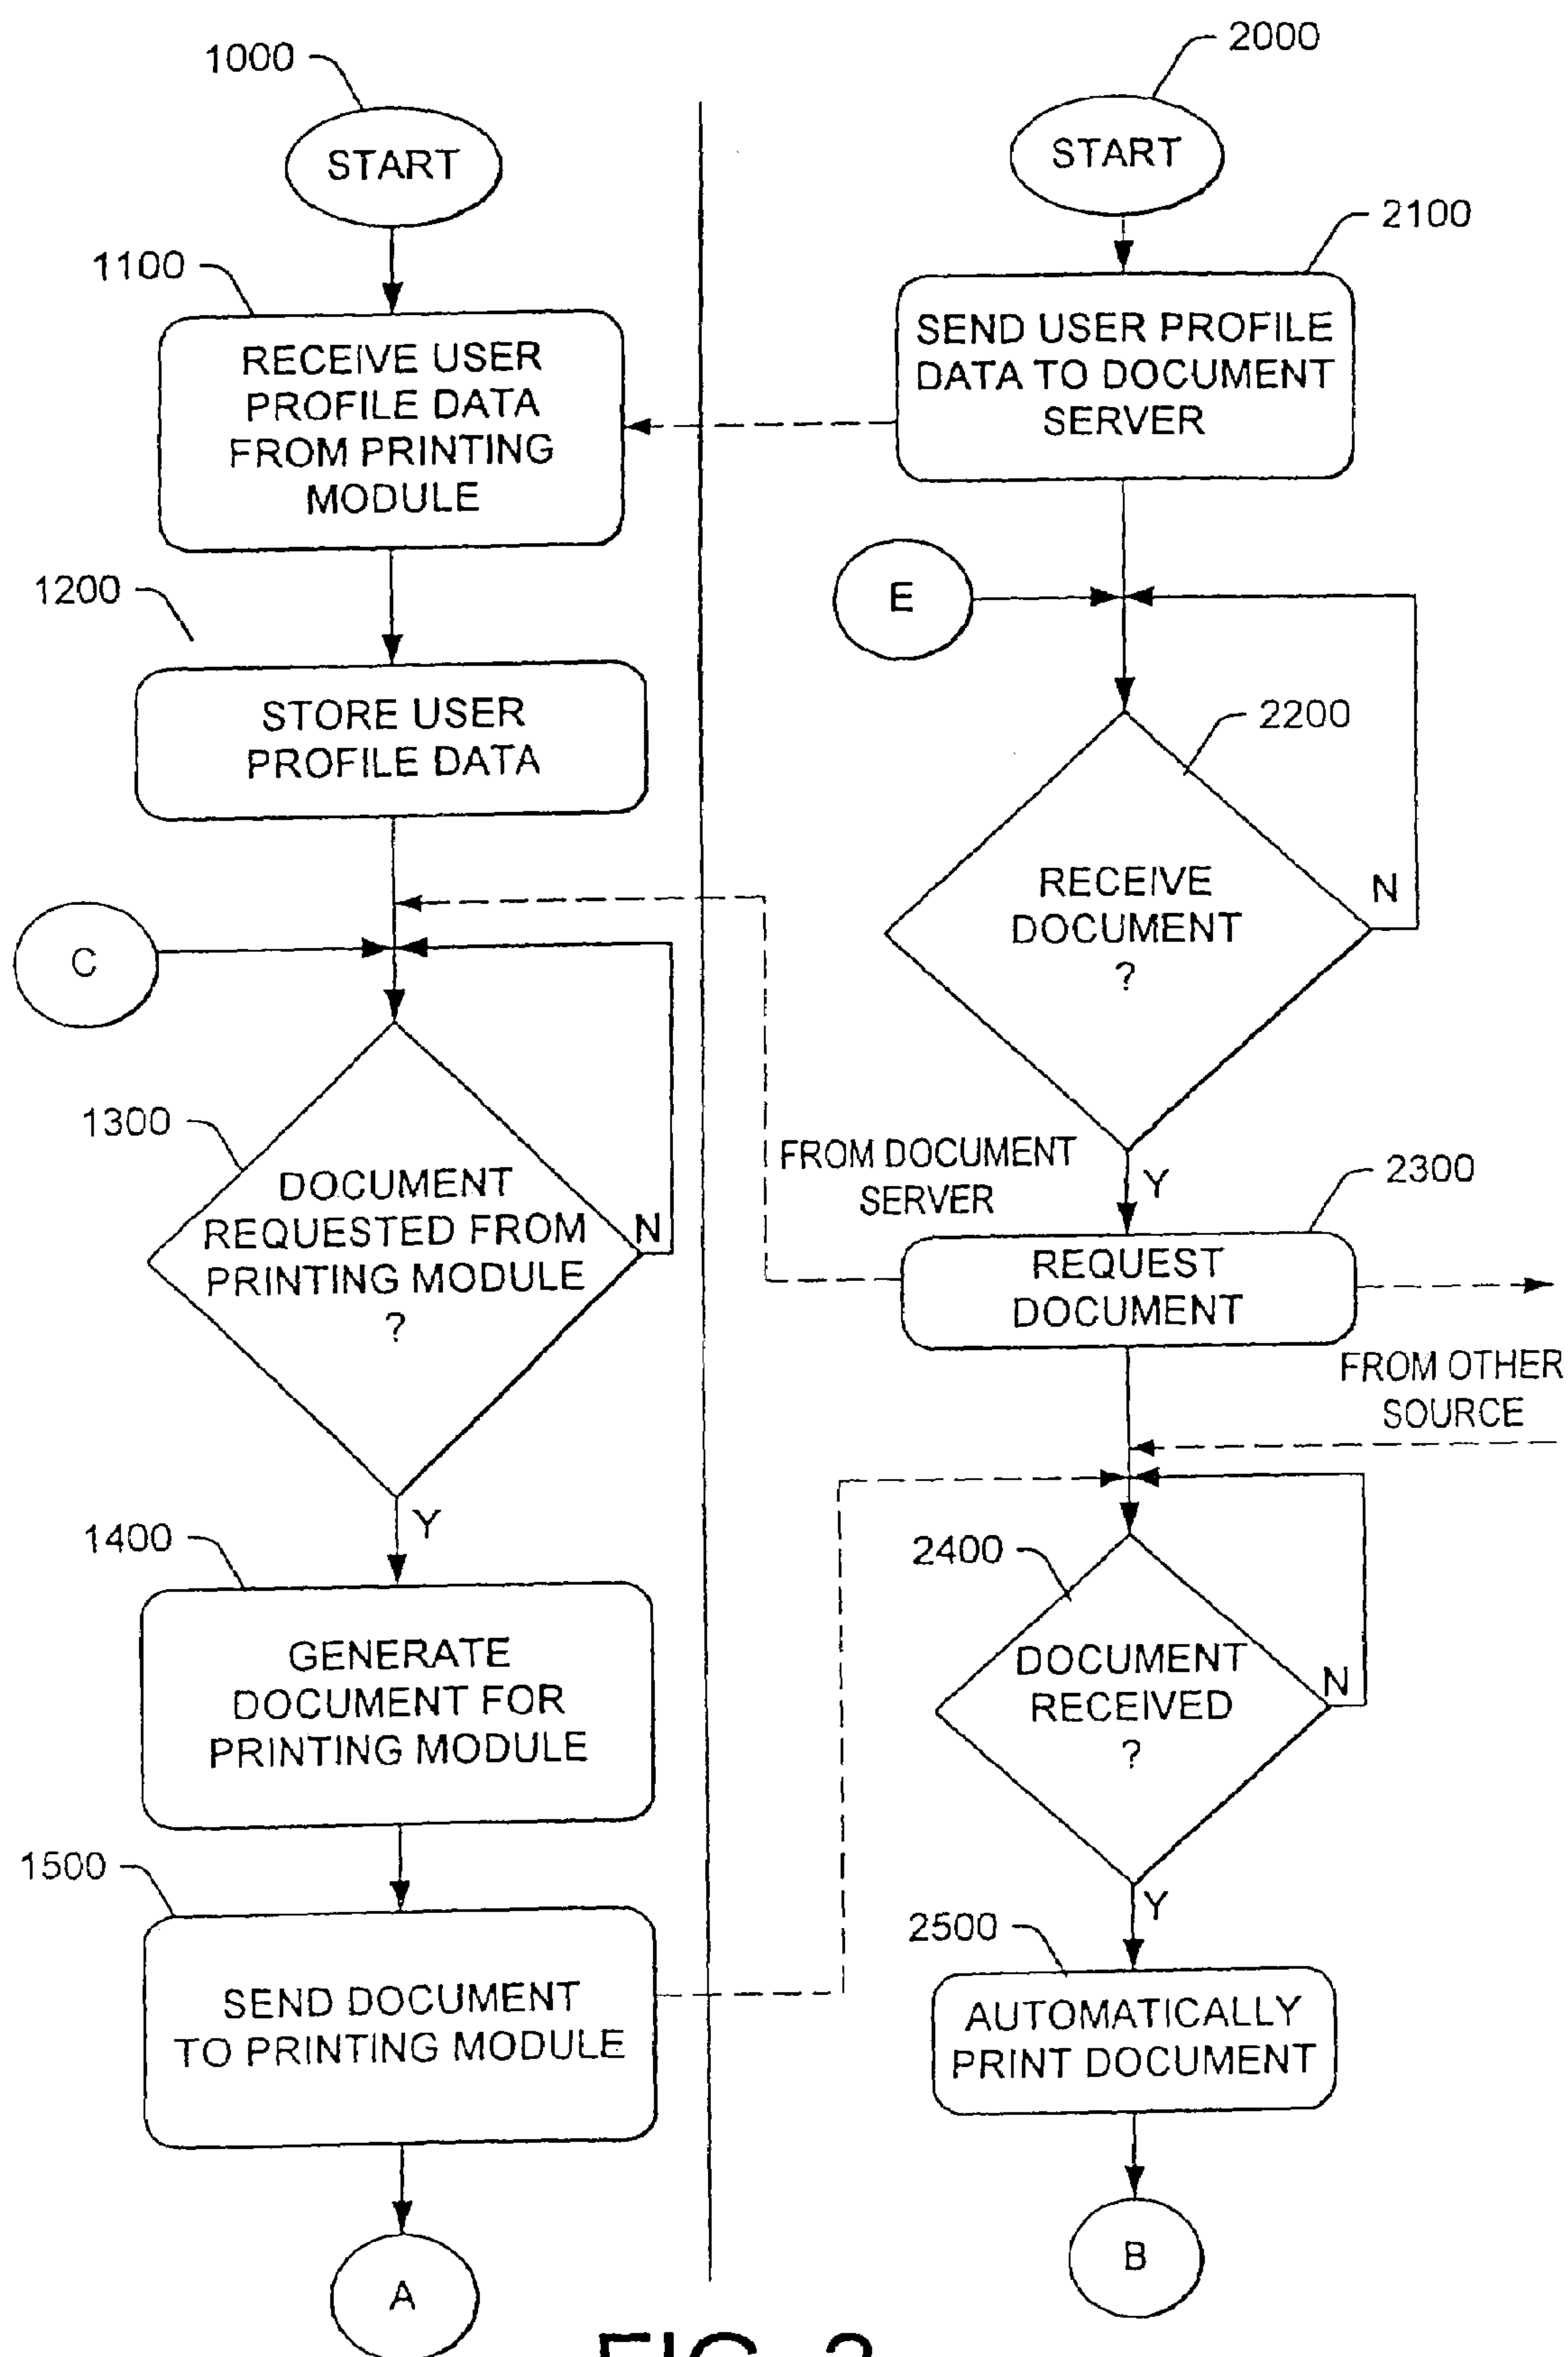 1000
START
1100
RECEIVE USER
PROFILE DATA
FROM PRINTING
MODULE
1200
STORE USER
PROFILE DATA
C
1300
DOCUMENT
REQUESTED FROM
PRINTING MODULE
?
N
Y
1400
GENERATE
DOCUMENT FOR
PRINTING MODULE
1500
SEND DOCUMENT
TO PRINTING MODULE
A
2000
START
2100
SEND USER PROFILE
DATA TO DOCUMENT
SERVER
E
2200
RECEIVE
DOCUMENT
?
N
Y
FROM DOCUMENT
SERVER
2300
REQUEST
DOCUMENT
FROM OTHER
SOURCE
2400
DOCUMENT
RECEIVED
?
N
Y
2500
AUTOMATICALLY
PRINT DOCUMENT
B